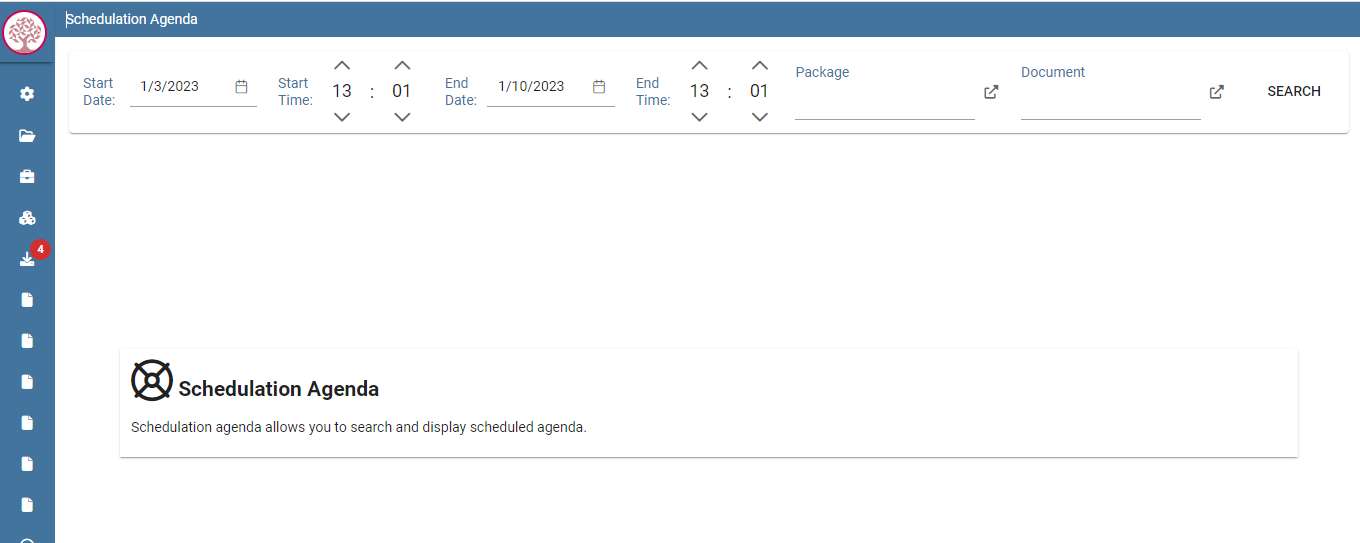 Schedulation Agenda
Start Date:
1/3/2023
Start Time:
13 : 01
End Date:
1/10/2023
End Time:
13 : 01
Package
Document
SEARCH
4
Schedulation Agenda
Schedulation agenda allows you to search and display scheduled agenda.